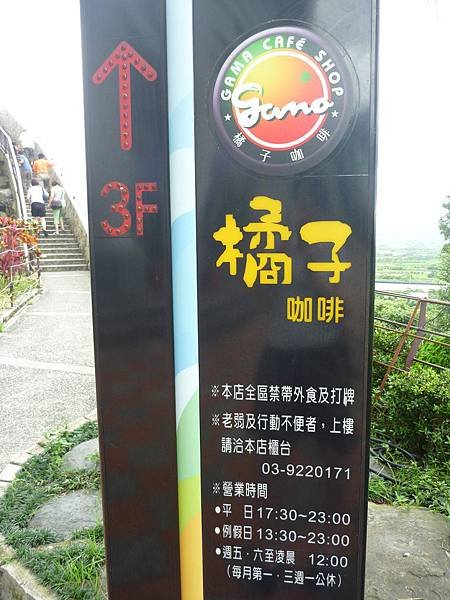 3F
GAMA CAFÉ SHOP
gama
橘子咖啡
橘子
咖啡
※本店全區禁帶外食及打牌
※老弱及行動不便者，上樓
請洽本店櫃台
03-9220171
※營業時間
●平　日17:30~23:00
●例假日13:30~23:00
●週五‧六至凌晨　12:00
（每月第一‧三週一公休）